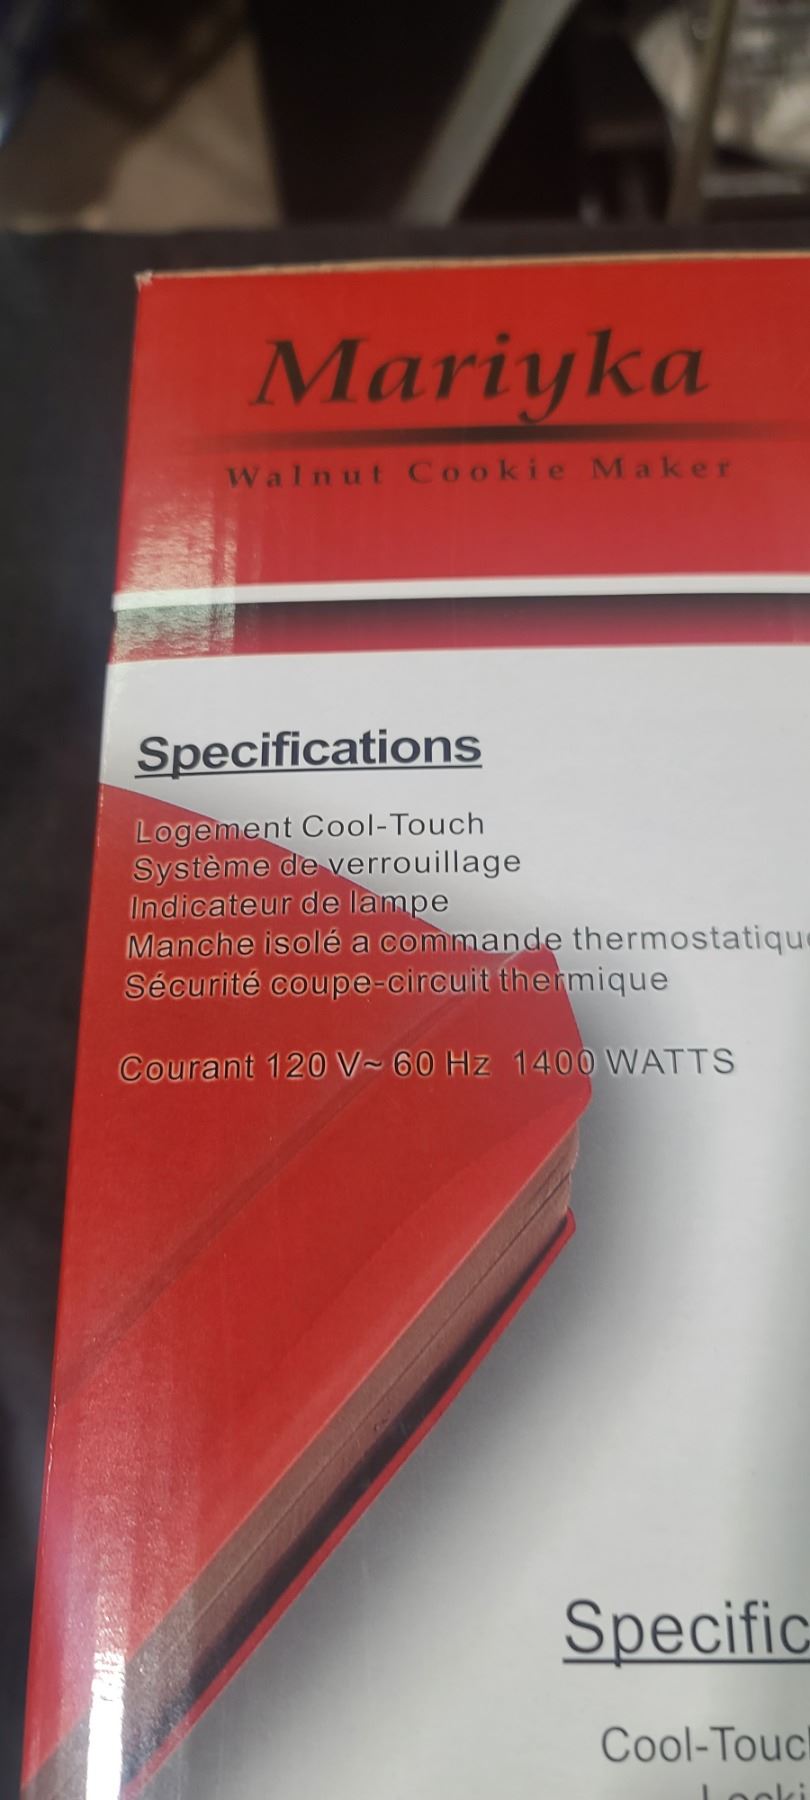 Mariyka
Walnut Cookie Maker
Specifications
Logement Cool-Touch
Système de verrouillage
Indicateur de lampe
Manche isolé a commande thermostatique
Sécurité coupe-circuit thermique
Courant 120 V~ 60 Hz 1400 WATTS
Specific
Cool-Touc